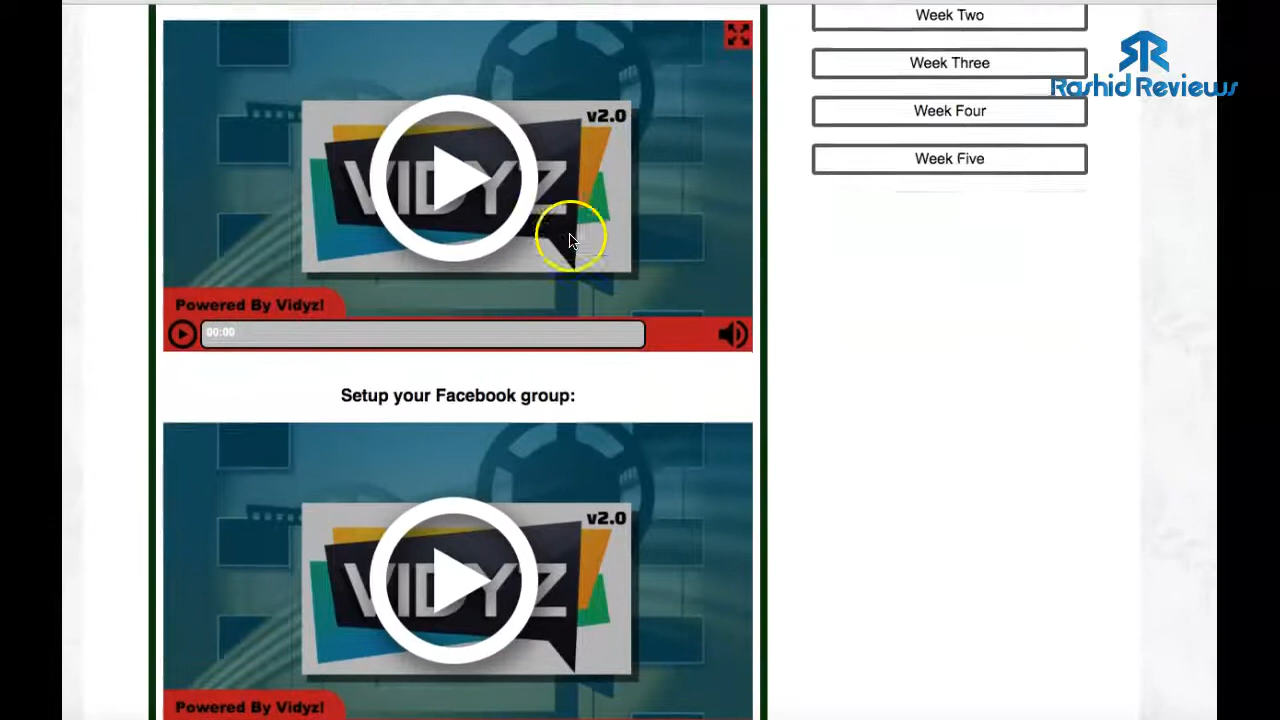 Week Two
Week Three
Week Four
Week Five
Rashid Reviews
v2.0
VIDYZ
Powered By Vidyz!
00:00
Setup your Facebook group:
v2.0
VIDYZ
Powered By Vidyz!